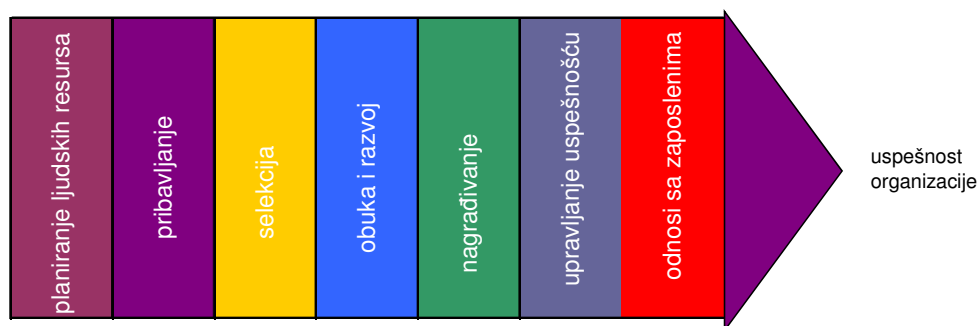 planiranje ljudskih resursa
pribavljanje
selekcija
obuka i razvoj
nagrađivanje
upravljanje uspešnošću
odnosi sa zaposlenima
uspešnost
organizacije